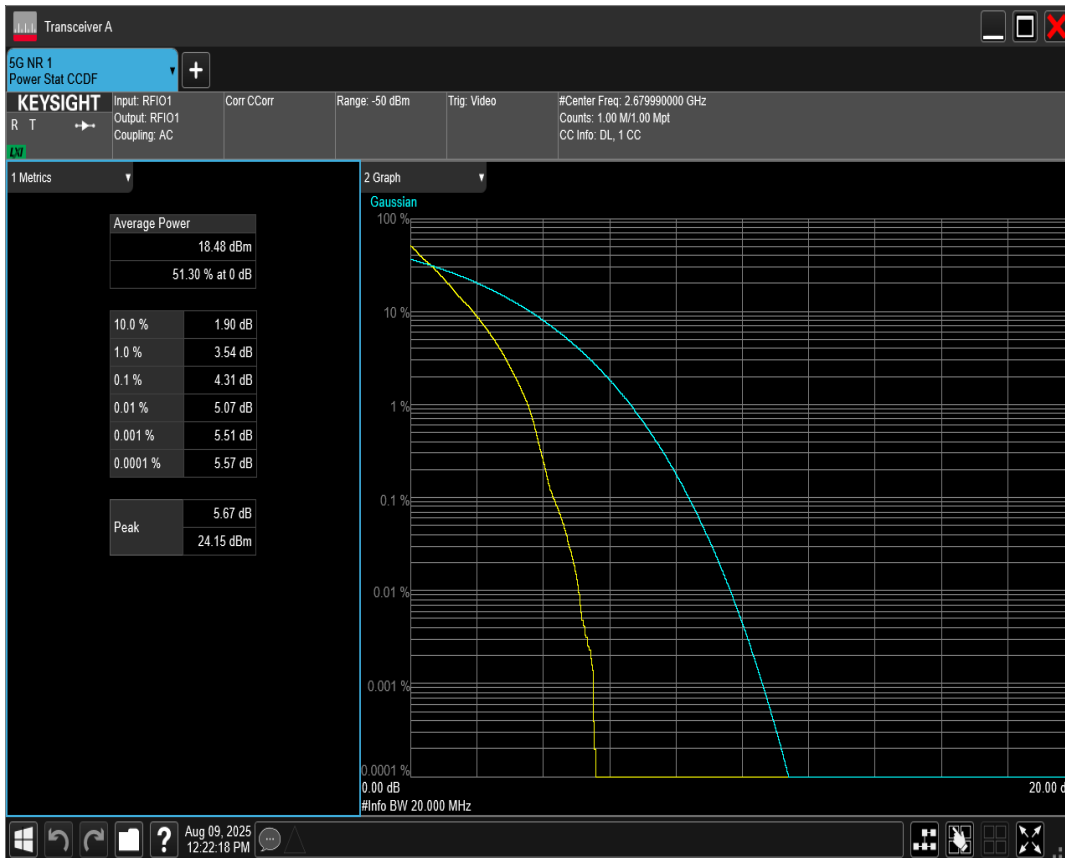 Transceiver A
5G NR 1
Power Stat CCDF
+
KEYSIGHT
R T
LXI
Input: RFIO1
Output: RFIO1
Coupling: AC
Corr CCorr
Range: -50 dBm
Trig: Video
#Center Freq: 2.679990000 GHz
Counts: 1.00 M/1.00 Mpt
CC Info: DL, 1 CC
1 Metrics
Average Power
18.48 dBm
51.30 % at 0 dB
10.0 % 1.90 dB
1.0 % 3.54 dB
0.1 % 4.31 dB
0.01 % 5.07 dB
0.001 % 5.51 dB
0.0001 % 5.57 dB
Peak
5.67 dB
24.15 dBm
2 Graph
Gaussian
100 %
10 %
1 %
0.1 %
0.01 %
0.001 %
0.0001 %
0.00 dB
20.00 d
#Info BW 20.000 MHz
?
Aug 09, 2025
12:22:18 PM